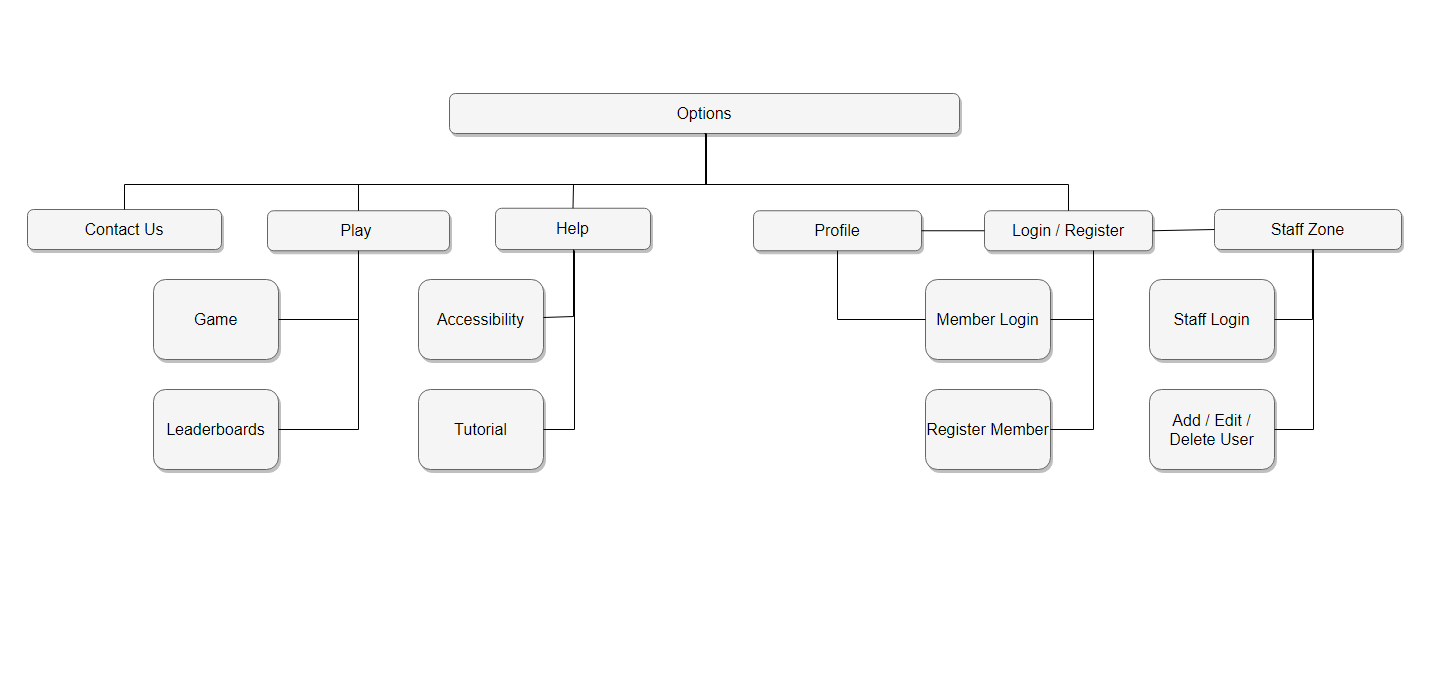 Options
Contact Us
Play
Help
Profile
Login / Register
Staff Zone
Game
Accessibility
Member Login
Staff Login
Leaderboards
Tutorial
Register Member
Add / Edit /
Delete User